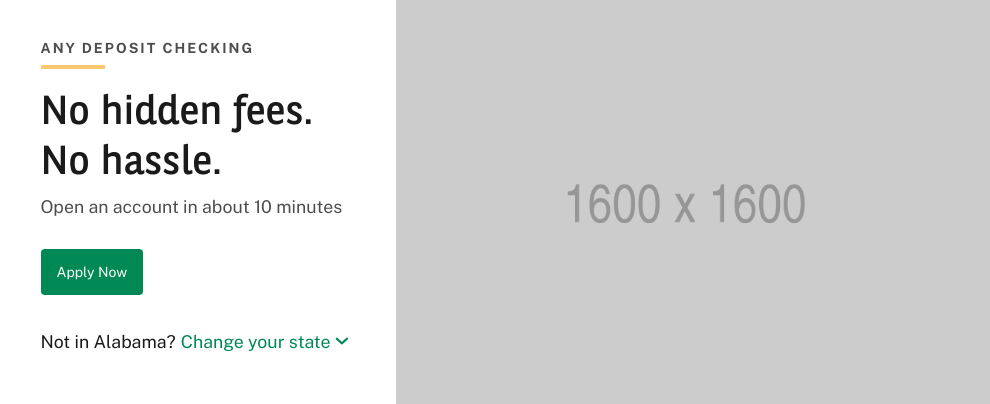 ANY DEPOSIT CHECKING
No hidden fees.
No hassle.
Open an account in about 10 minutes
Apply Now
Not in Alabama? Change your state
1600 x 1600